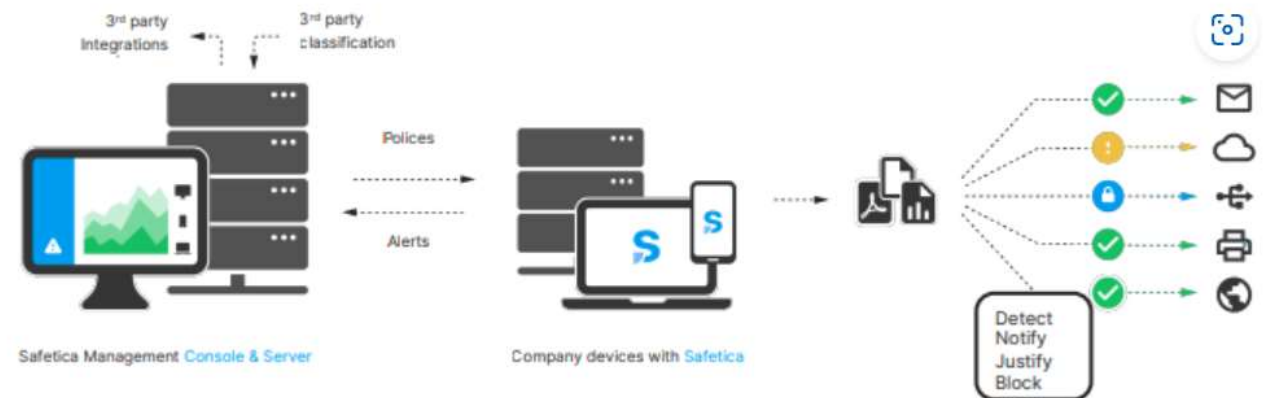 3rd party
Integrations
3rd party
classification
Polices
Alerts
S
S
Safetica Management Console & Server
Company devices with Safetica
Detect
Notify
Justify
Block